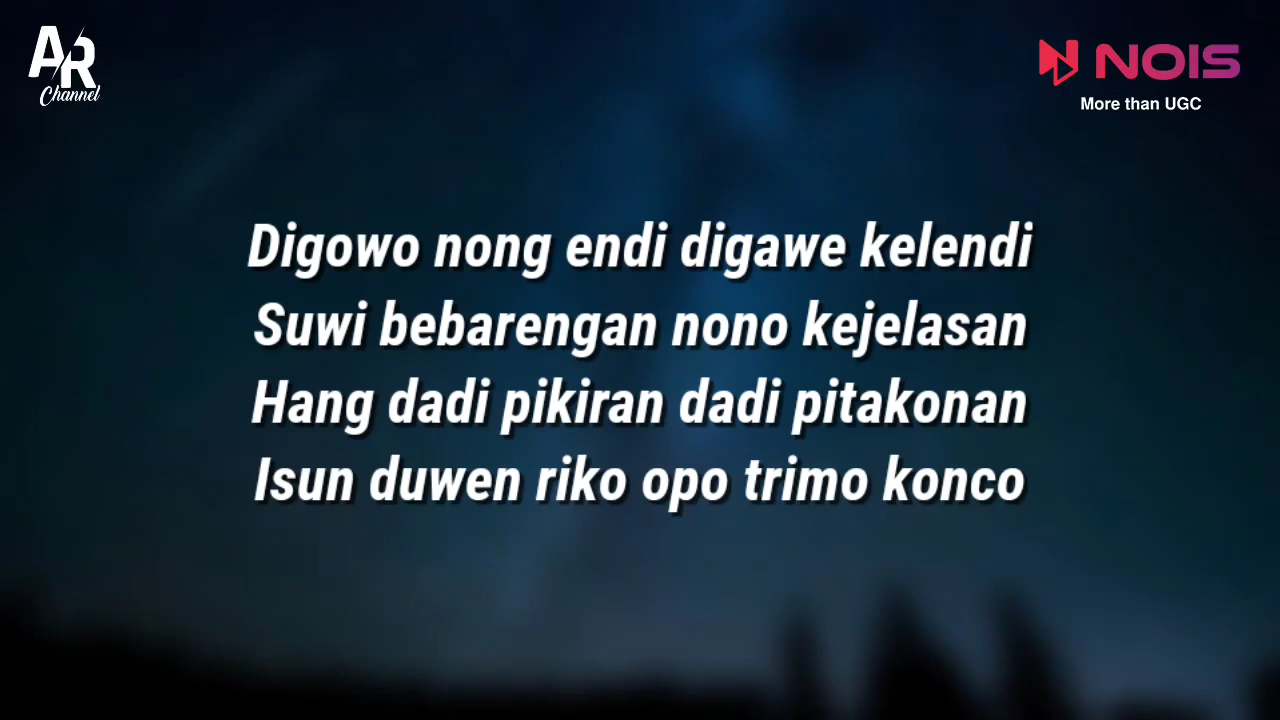 AR
Channel
NOIS
More than UGC
Digowo nong endi digawe kelendi
Suwi bebarengan nono kejelasan
Hang dadi pikiran dadi pitakonan
Isun duwen riko opo trimo konco